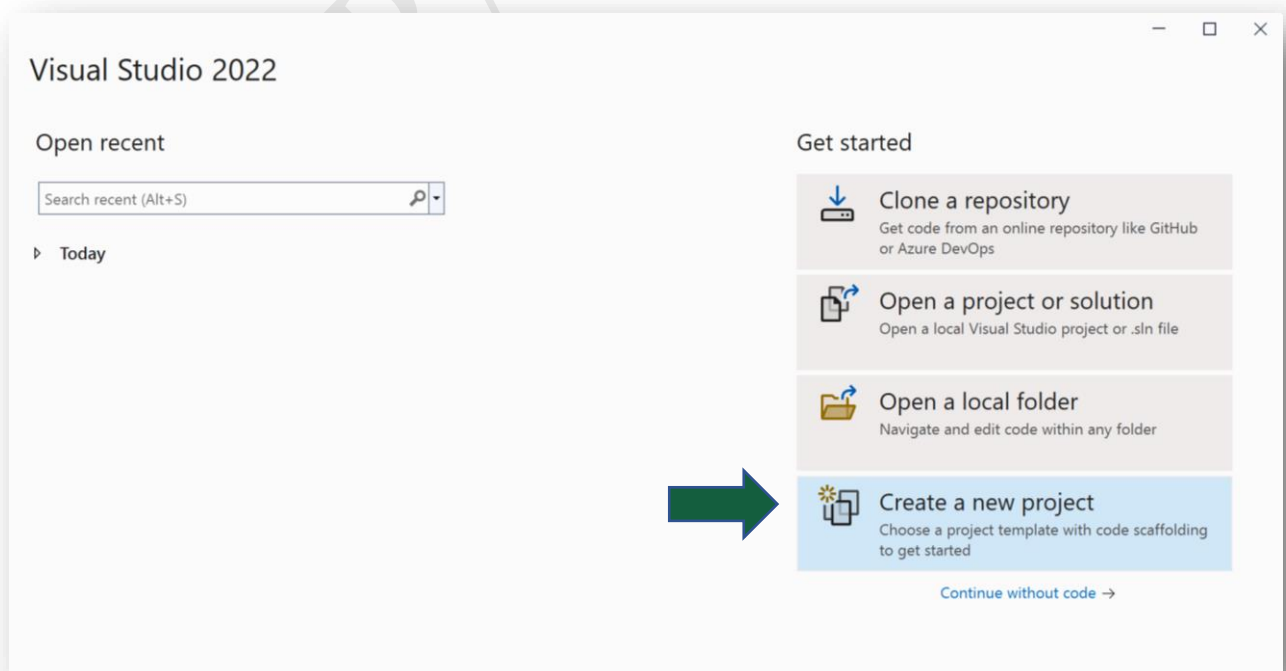 Visual Studio 2022
Open recent
Search recent (Alt+S)
Today
Get started
Clone a repository
Get code from an online repository like GitHub
or Azure DevOps
Open a project or solution
Open a local Visual Studio project or .sln file
Open a local folder
Navigate and edit code within any folder
Create a new project
Choose a project template with code scaffolding
to get started
Continue without code →